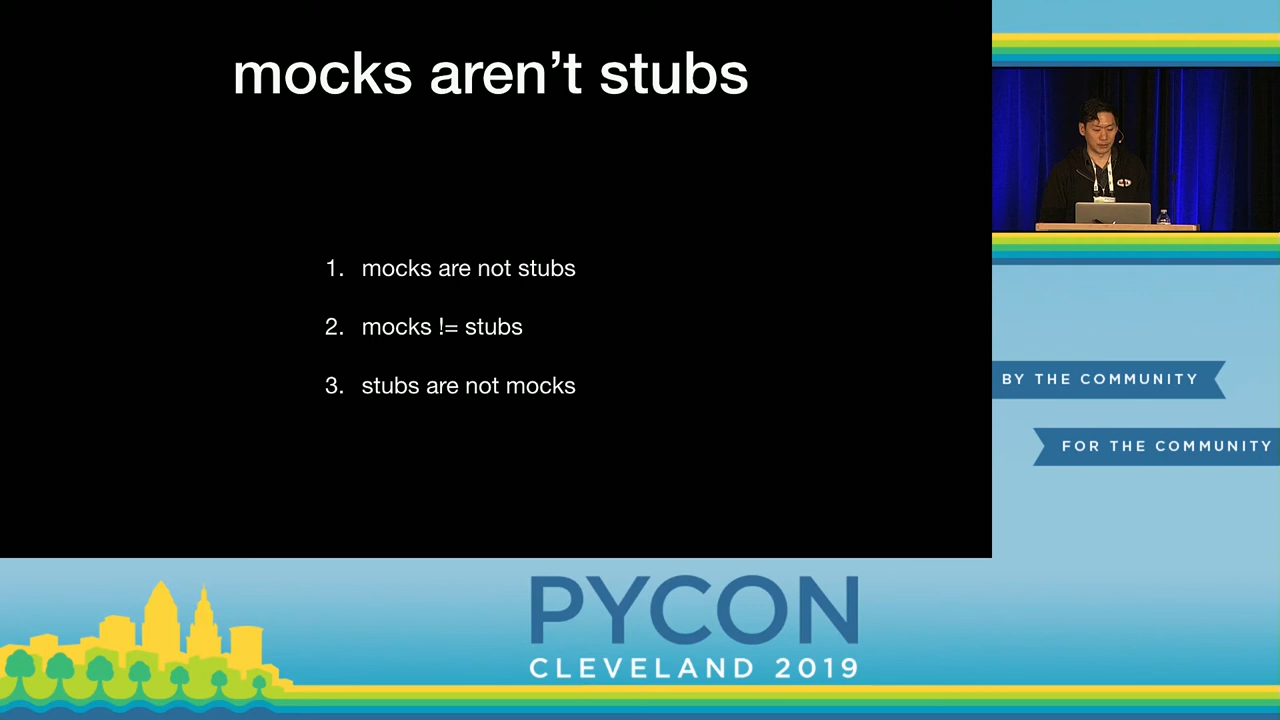 mocks aren’t stubs
1. mocks are not stubs
2. mocks != stubs
3. stubs are not mocks
BY THE COMMUNITY
FOR THE COMMUNITY
PYCON
CLEVELAND 2019